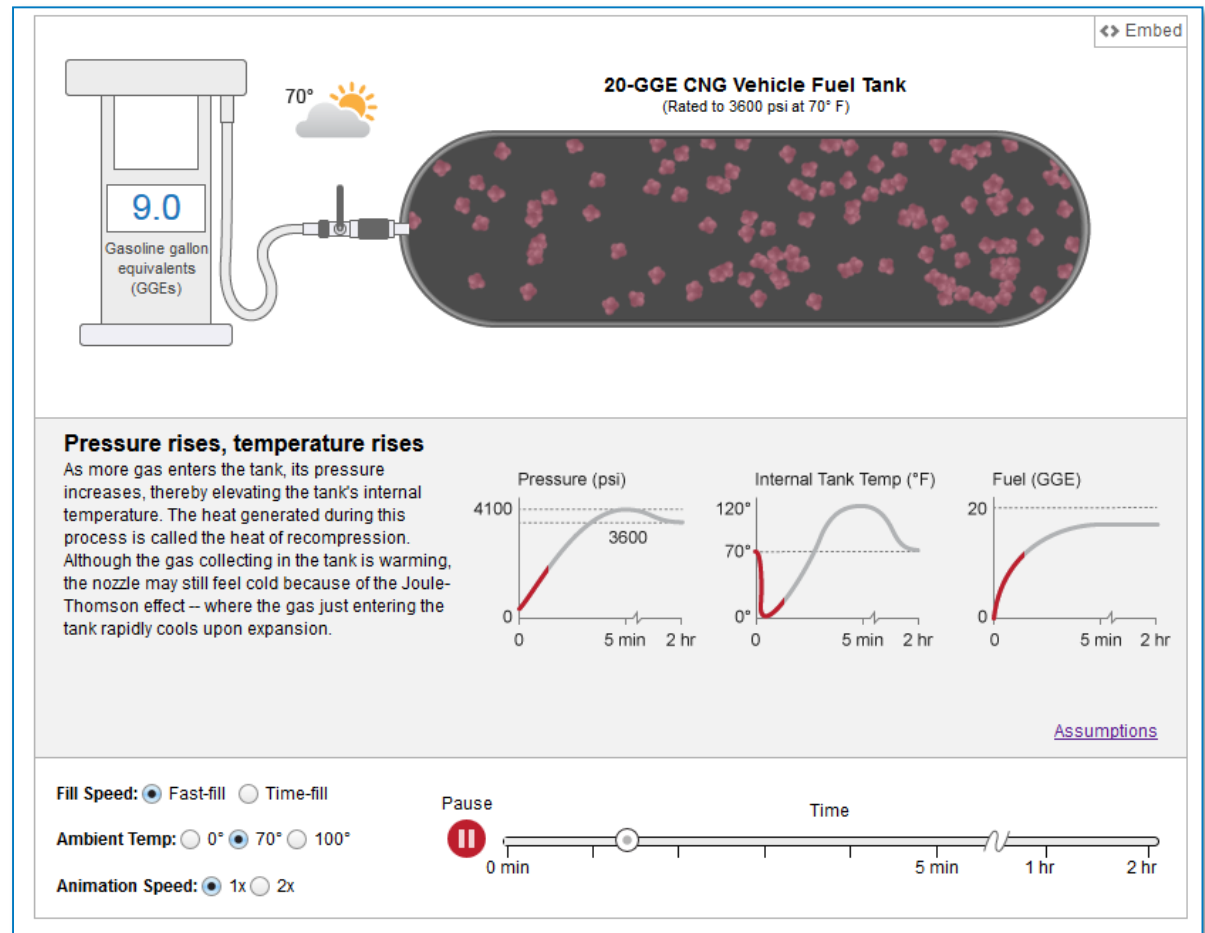 Embed
20-GGE CNG Vehicle Fuel Tank
(Rated to 3600 psi at 70° F)
70°
9.0
Gasoline gallon
equivalents
(GGEs)
Pressure rises, temperature rises
As more gas enters the tank, its pressure
increases, thereby elevating the tank's internal
temperature. The heat generated during this
process is called the heat of recompression.
Although the gas collecting in the tank is warming,
the nozzle may still feel cold because of the Joule-
Thomson effect -- where the gas just entering the
tank rapidly cools upon expansion.
Pressure (psi)
4100
3600
0
0 5 min 2 hr
Internal Tank Temp (°F)
120°
70°
0°
0 5 min 2 hr
Fuel (GGE)
20
0
0 5 min 2 hr
Assumptions
Fill Speed: Fast-fill Time-fill
Ambient Temp: 0° 70° 100°
Animation Speed: 1x 2x
Pause
Time
0 min 5 min 1 hr 2 hr